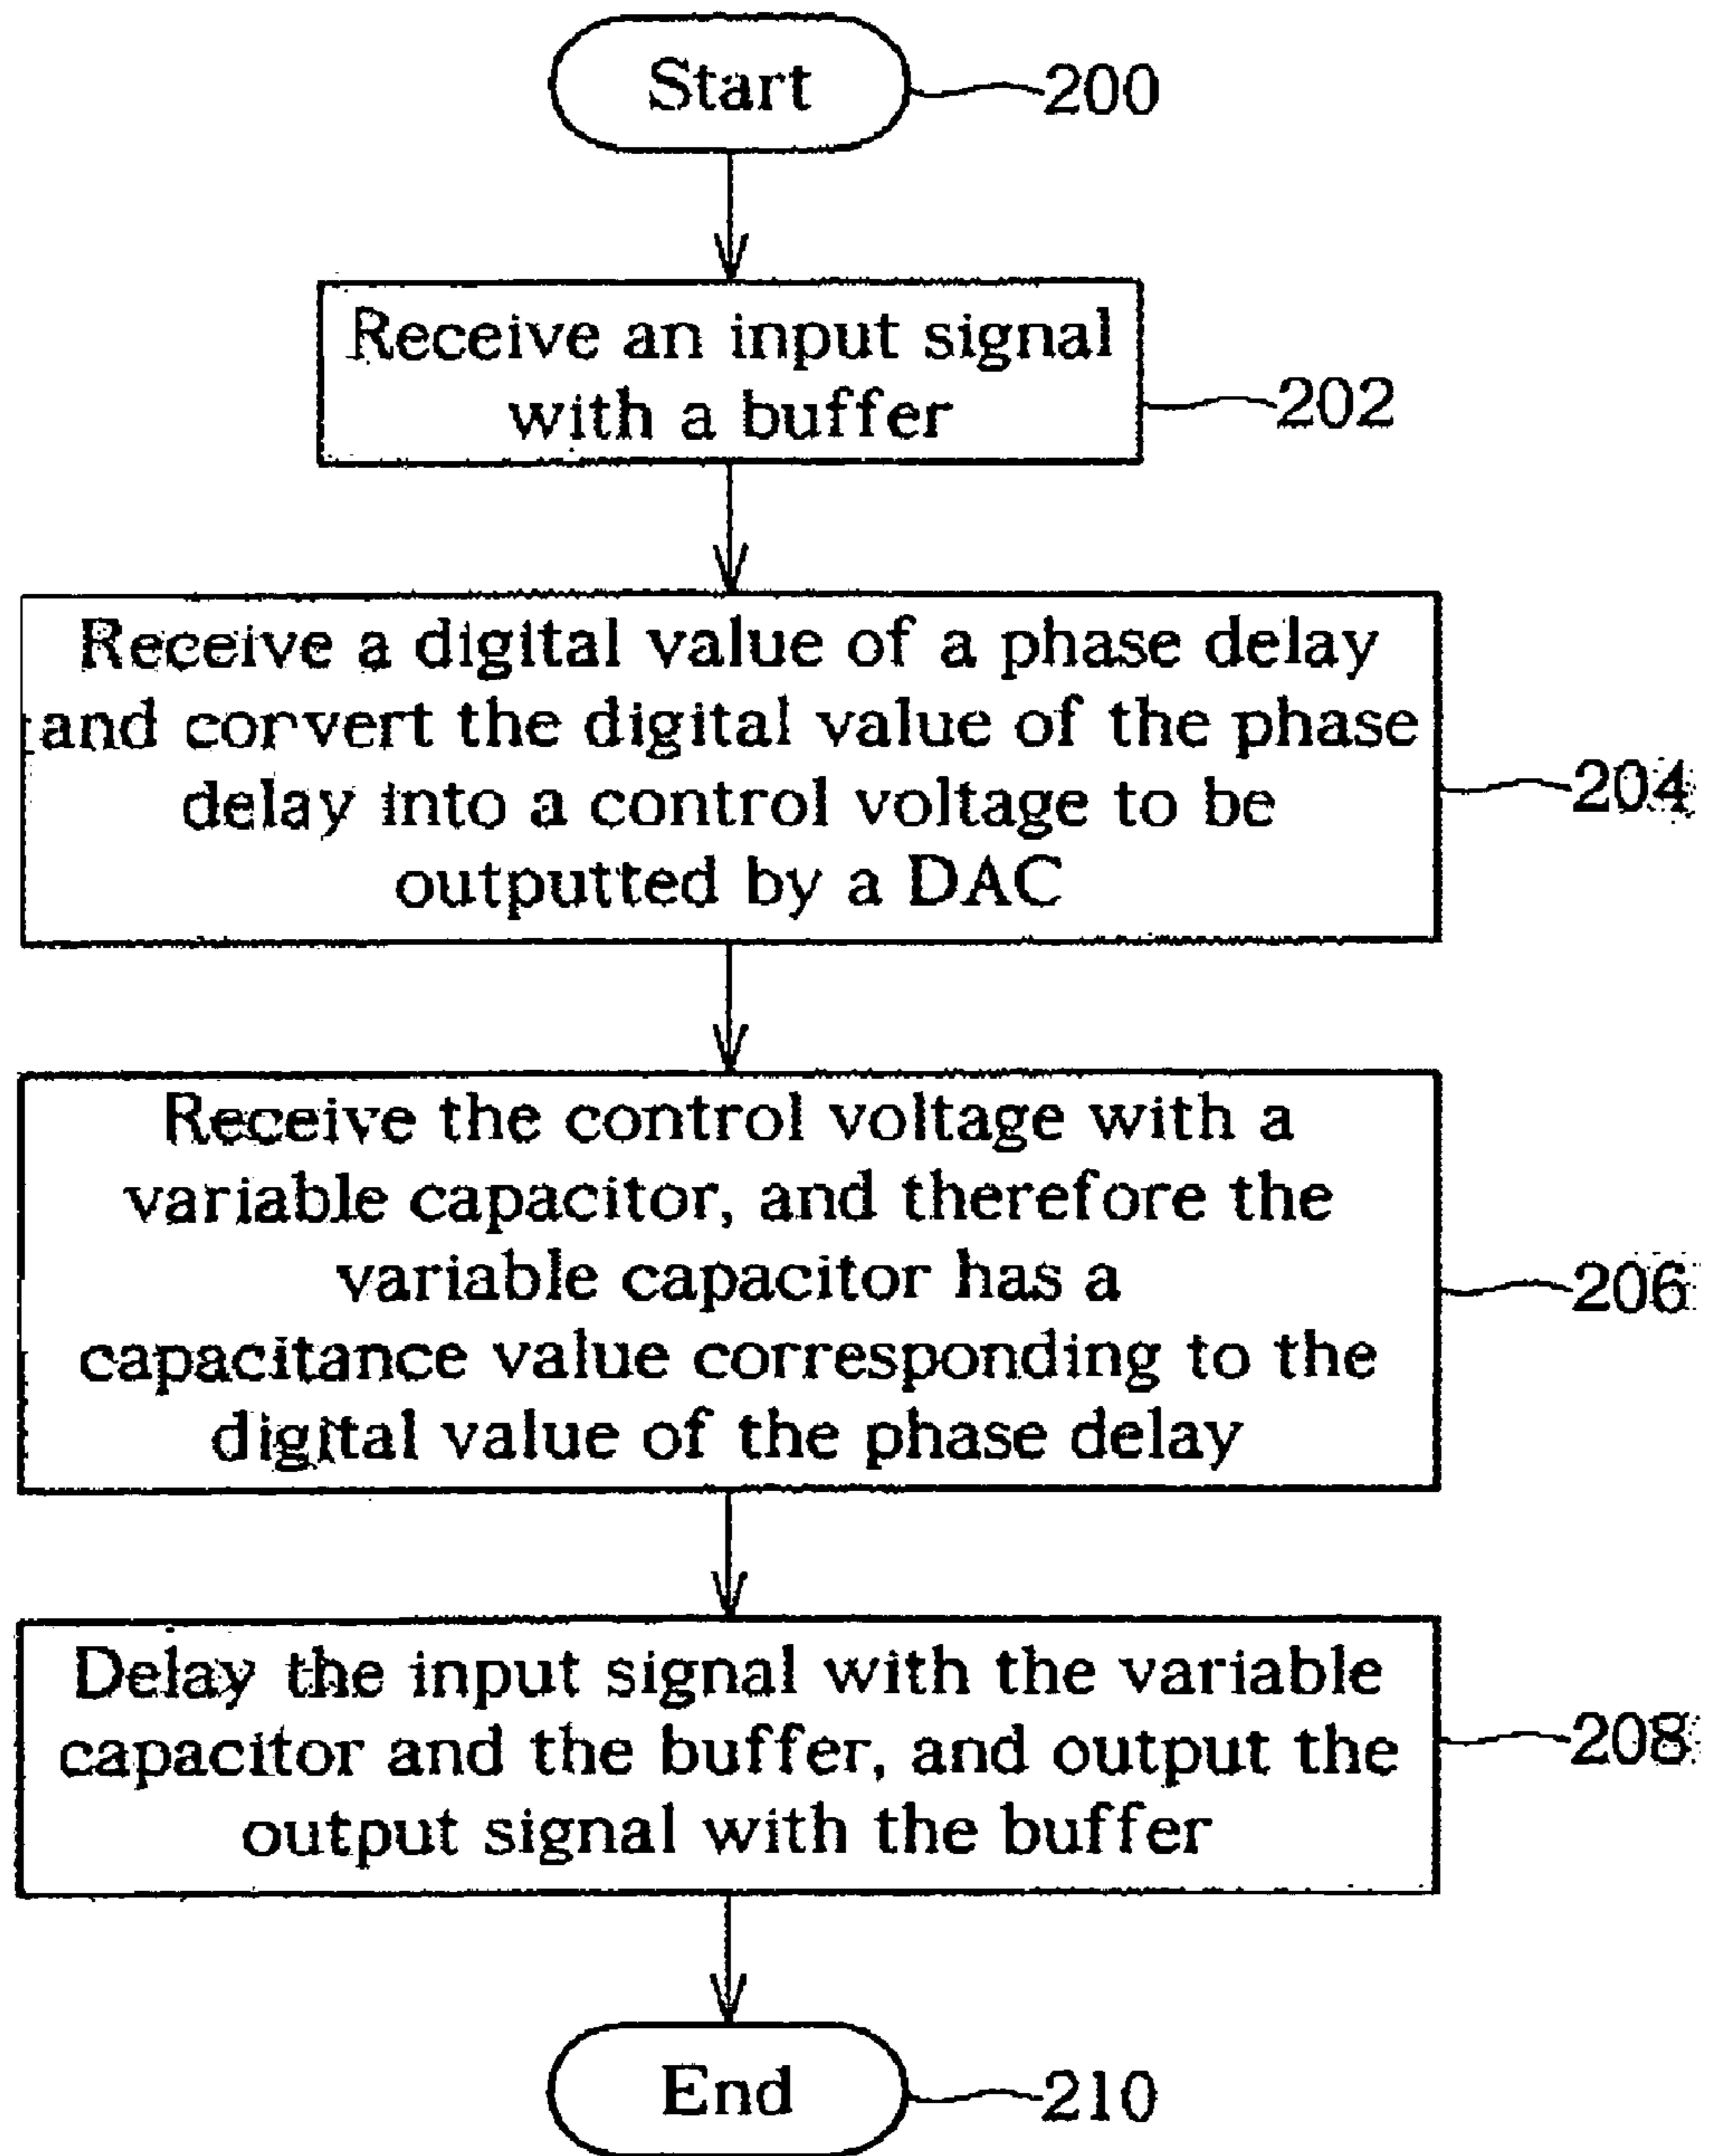 Start
200
Receive an input signal
with a buffer
202
Receive a digital value of a phase delay
and convert the digital value of the phase
delay into a control voltage to be
outputted by a DAC
204
Receive the control voltage with a
variable capacitor, and therefore the
variable capacitor has a
capacitance value corresponding to the
digital value of the phase delay
206
Delay the input signal with the variable
capacitor and the buffer, and output the
output signal with the buffer
208
End
210